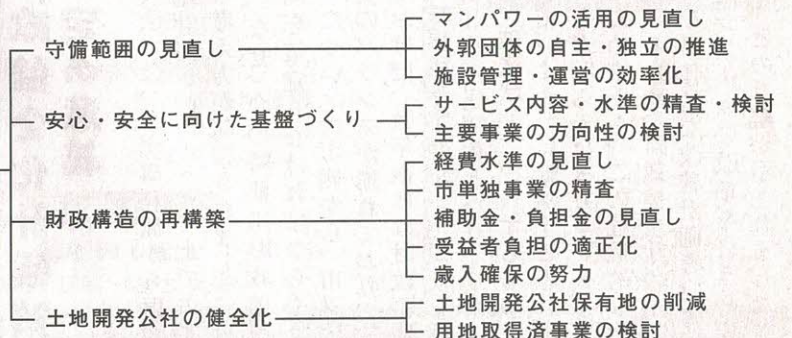 守備範囲の見直し
マンパワーの活用の見直し
外郭団体の自主・独立の推進
施設管理・運営の効率化
安心・安全に向けた基盤づくり
サービス内容・水準の精査・検討
主要事業の方向性の検討
財政構造の再構築
経費水準の見直し
市単独事業の精査
補助金・負担金の見直し
受益者負担の適正化
歳入確保の努力
土地開発公社の健全化
土地開発公社保有地の削減
用地取得済事業の検討